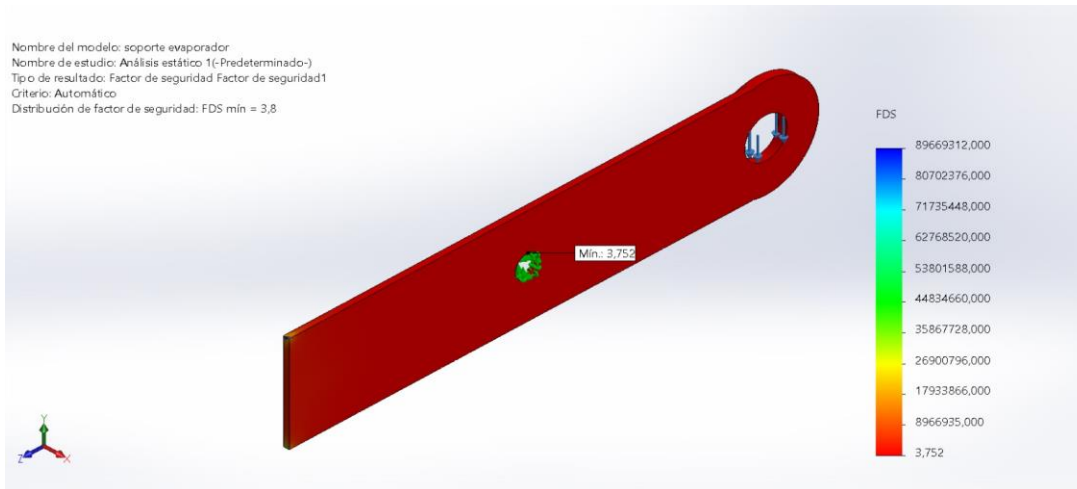 Nombre del modelo: soporte evaporador
Nombre de estudio: Análisis estático 1(-Predeterminado-)
Tipo de resultado: Factor de seguridad Factor de seguridad1
Criterio: Automático
Distribución de factor de seguridad: FDS mín = 3,8
FDS
89669312,000
80702376,000
71735448,000
62768520,000
53801588,000
Mín.: 3,752
44834660,000
35867728,000
26900796,000
17933866,000
8966935,000
3,752
Y
Z
X